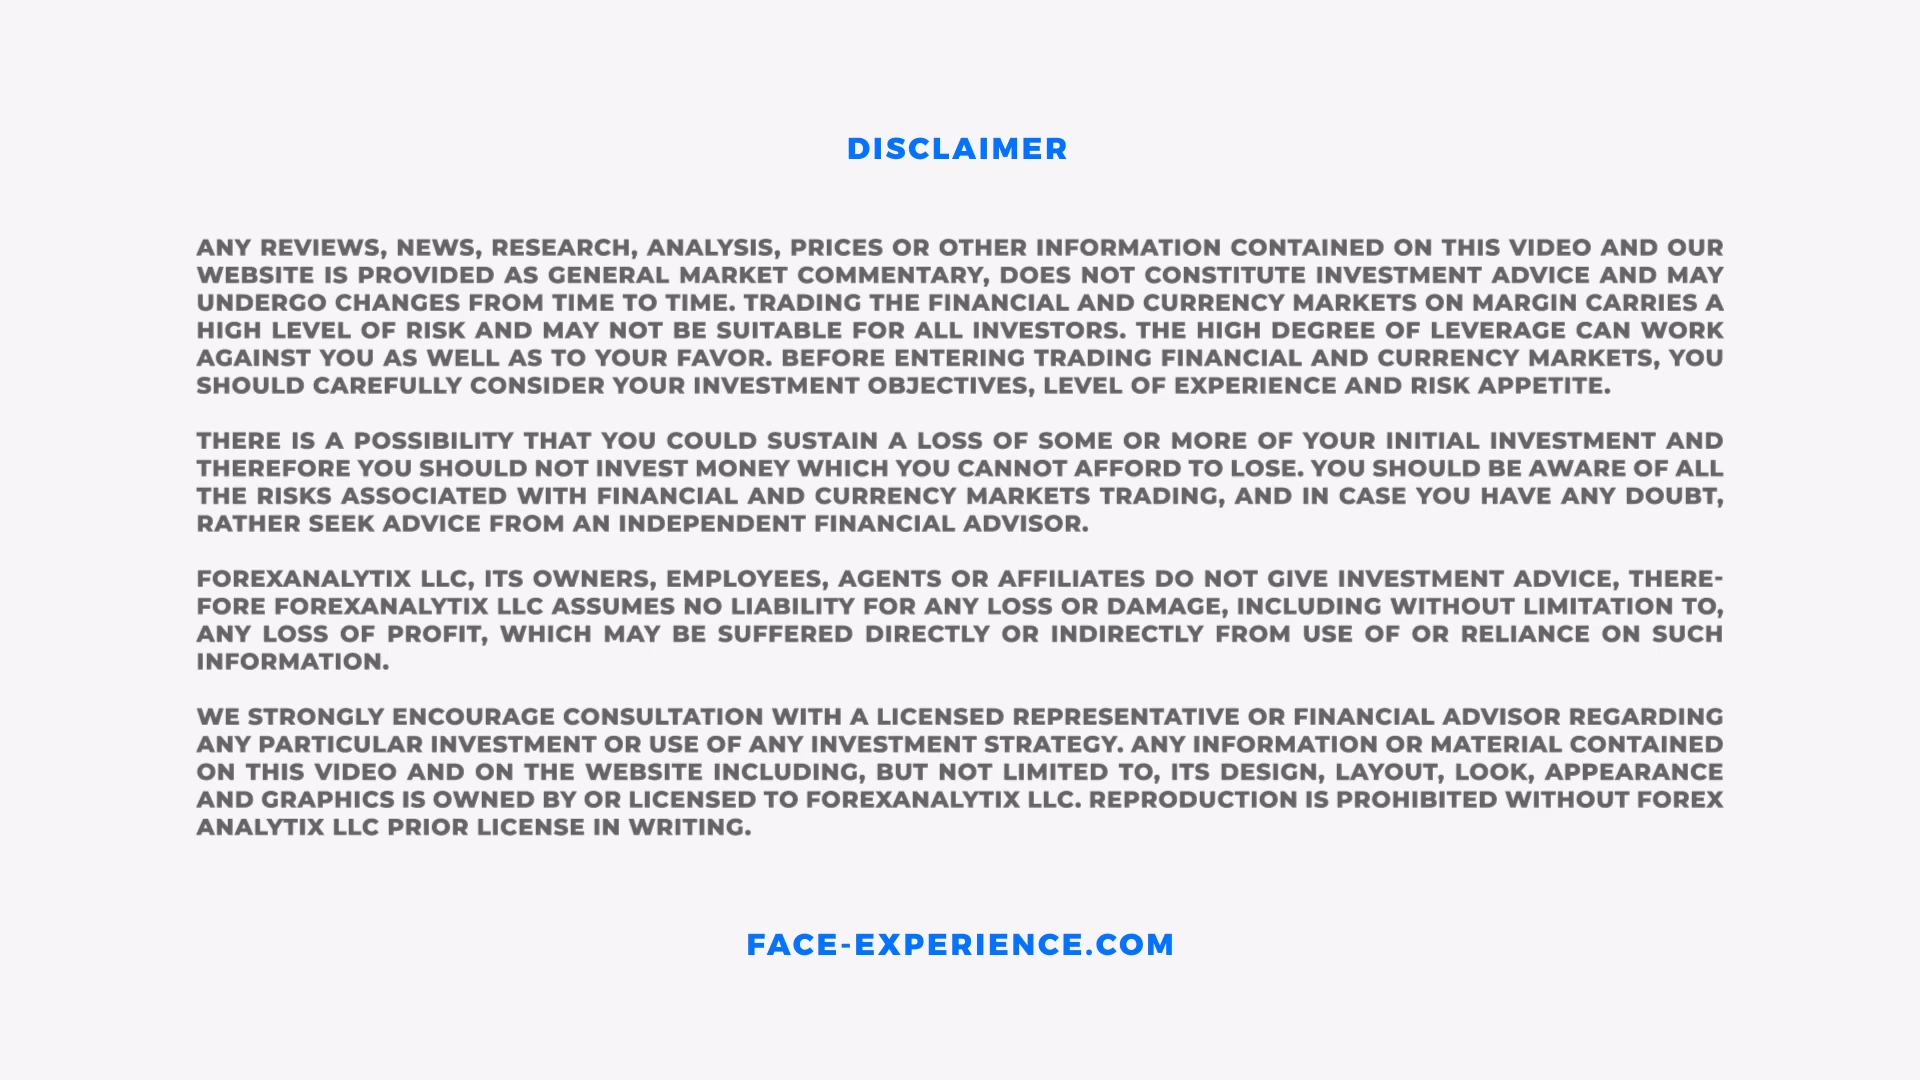 DISCLAIMER
ANY REVIEWS, NEWS, RESEARCH, ANALYSIS, PRICES OR OTHER INFORMATION CONTAINED ON THIS VIDEO AND OUR
WEBSITE IS PROVIDED AS GENERAL MARKET COMMENTARY, DOES NOT CONSTITUTE INVESTMENT ADVICE AND MAY
UNDERGO CHANGES FROM TIME TO TIME. TRADING THE FINANCIAL AND CURRENCY MARKETS ON MARGIN CARRIES A
HIGH LEVEL OF RISK AND MAY NOT BE SUITABLE FOR ALL INVESTORS. THE HIGH DEGREE OF LEVERAGE CAN WORK
AGAINST YOU AS WELL AS TO YOUR FAVOR. BEFORE ENTERING TRADING FINANCIAL AND CURRENCY MARKETS, YOU
SHOULD CAREFULLY CONSIDER YOUR INVESTMENT OBJECTIVES, LEVEL OF EXPERIENCE AND RISK APPETITE.
THERE IS A POSSIBILITY THAT YOU COULD SUSTAIN A LOSS OF SOME OR MORE OF YOUR INITIAL INVESTMENT AND
THEREFORE YOU SHOULD NOT INVEST MONEY WHICH YOU CANNOT AFFORD TO LOSE. YOU SHOULD BE AWARE OF ALL
THE RISKS ASSOCIATED WITH FINANCIAL AND CURRENCY MARKETS TRADING, AND IN CASE YOU HAVE ANY DOUBT,
RATHER SEEK ADVICE FROM AN INDEPENDENT FINANCIAL ADVISOR.
FOREXANALYTIX LLC, ITS OWNERS, EMPLOYEES, AGENTS OR AFFILIATES DO NOT GIVE INVESTMENT ADVICE, THERE-
FORE FOREXANALYTIX LLC ASSUMES NO LIABILITY FOR ANY LOSS OR DAMAGE, INCLUDING WITHOUT LIMITATION TO,
ANY LOSS OF PROFIT, WHICH MAY BE SUFFERED DIRECTLY OR INDIRECTLY FROM USE OF OR RELIANCE ON SUCH
INFORMATION.
WE STRONGLY ENCOURAGE CONSULTATION WITH A LICENSED REPRESENTATIVE OR FINANCIAL ADVISOR REGARDING
ANY PARTICULAR INVESTMENT OR USE OF ANY INVESTMENT STRATEGY. ANY INFORMATION OR MATERIAL CONTAINED
ON THIS VIDEO AND ON THE WEBSITE INCLUDING, BUT NOT LIMITED TO, ITS DESIGN, LAYOUT, LOOK, APPEARANCE
AND GRAPHICS IS OWNED BY OR LICENSED TO FOREXANALYTIX LLC. REPRODUCTION IS PROHIBITED WITHOUT FOREX
ANALYTIX LLC PRIOR LICENSE IN WRITING.
FACE-EXPERIENCE.COM